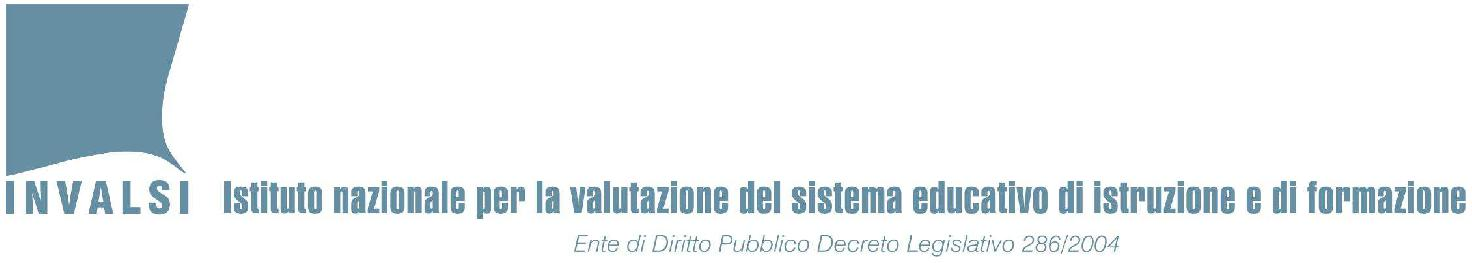 INVALSI Istituto nazionale per la valutazione del sistema educativo di istruzione e di formazione
Ente di Diritto Pubblico Decreto Legislativo 286/2004